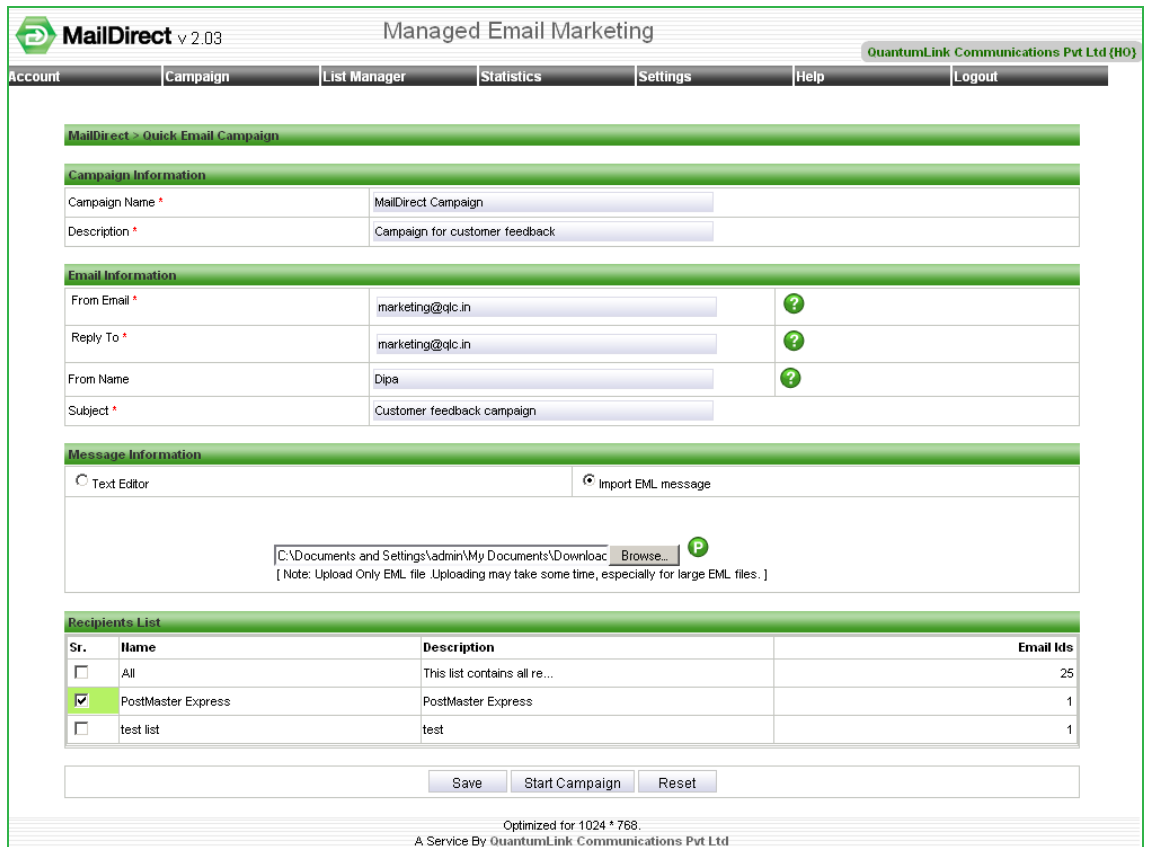 MailDirect v 2.03
Managed Email Marketing
QuantumLink Communications Pvt Ltd {HO}
Account Campaign List Manager Statistics Settings Help Logout
MailDirect > Quick Email Campaign
Campaign Information
Campaign Name * MailDirect Campaign
Description * Campaign for customer feedback
Email Information
From Email * marketing@qlc.in ?
Reply To * marketing@qlc.in ?
From Name Dipa ?
Subject * Customer feedback campaign
Message Information
Text Editor Import EML message
C:\Documents and Settings\admin\My Documents\Downloac Browse... P
[ Note: Upload Only EML file .Uploading may take some time, especially for large EML files. ]
Recipients List
Sr. Name Description Email Ids
All This list contains all re... 25
PostMaster Express PostMaster Express 1
test list test 1
Save Start Campaign Reset
Optimized for 1024 * 768.
A Service By QuantumLink Communications Pvt Ltd